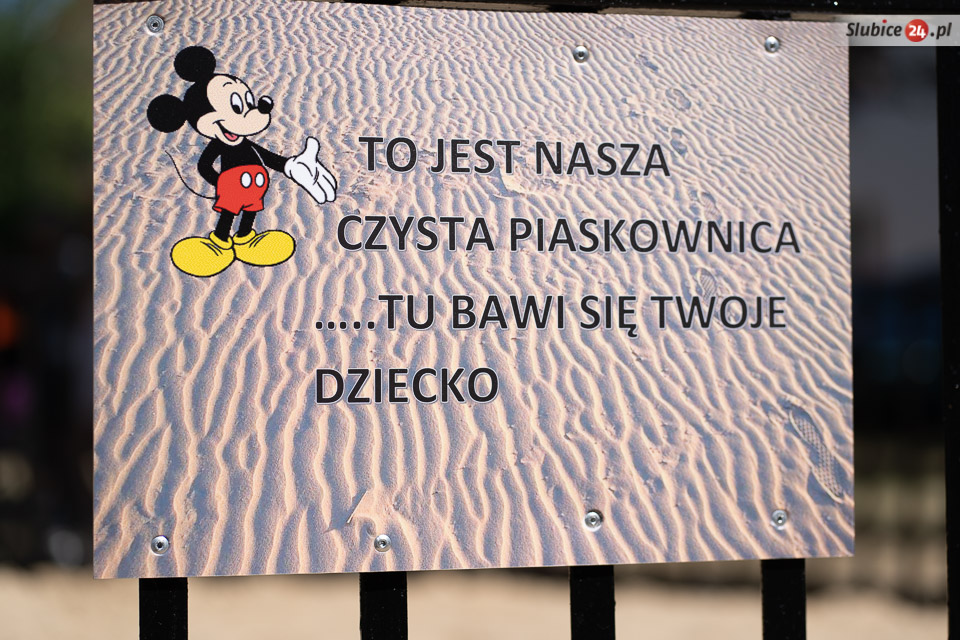 Slubice24.pl
TO JEST NASZA
CZYSTA PIASKOWNICA
.....TU BAWI SIĘ TWOJE
DZIECKO